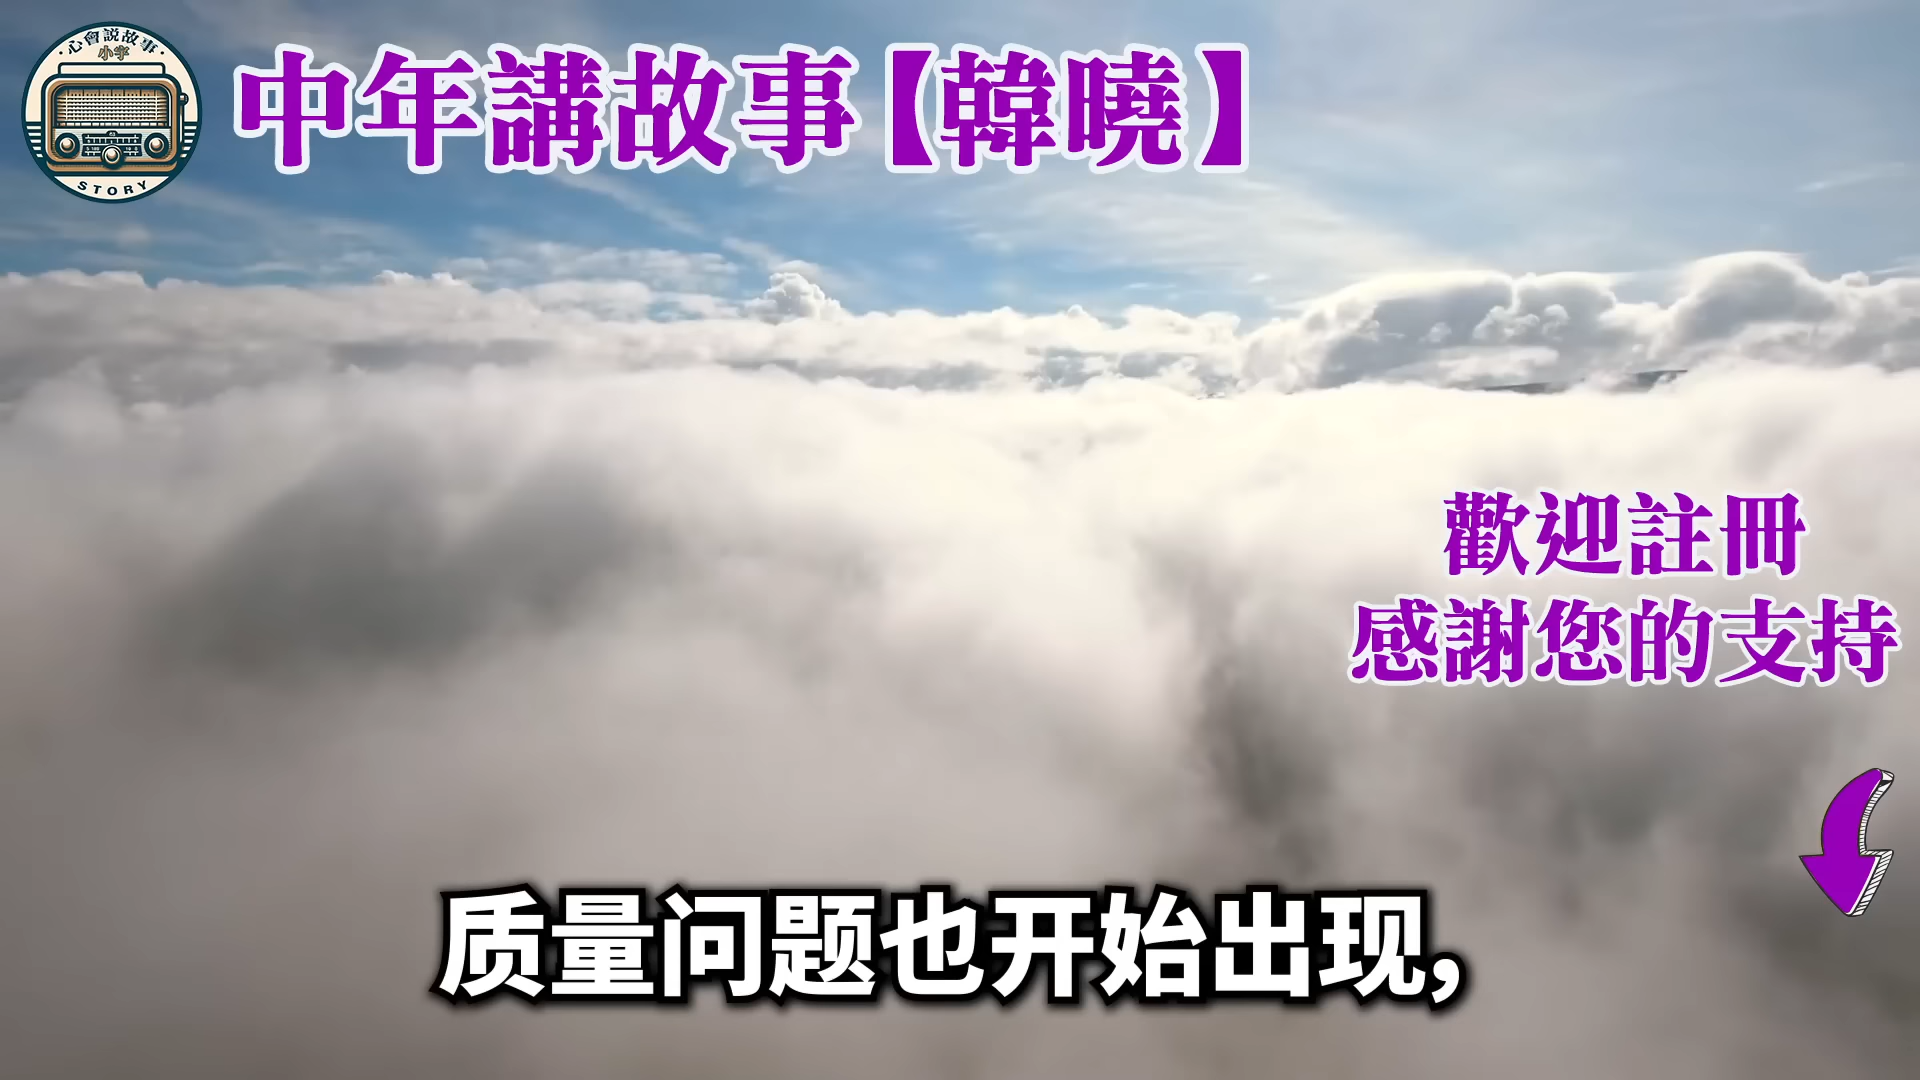 心會説故事
小宇
STORY
中年講故事【韓曉】
歡迎註冊
感謝您的支持
质量问题也开始出现,